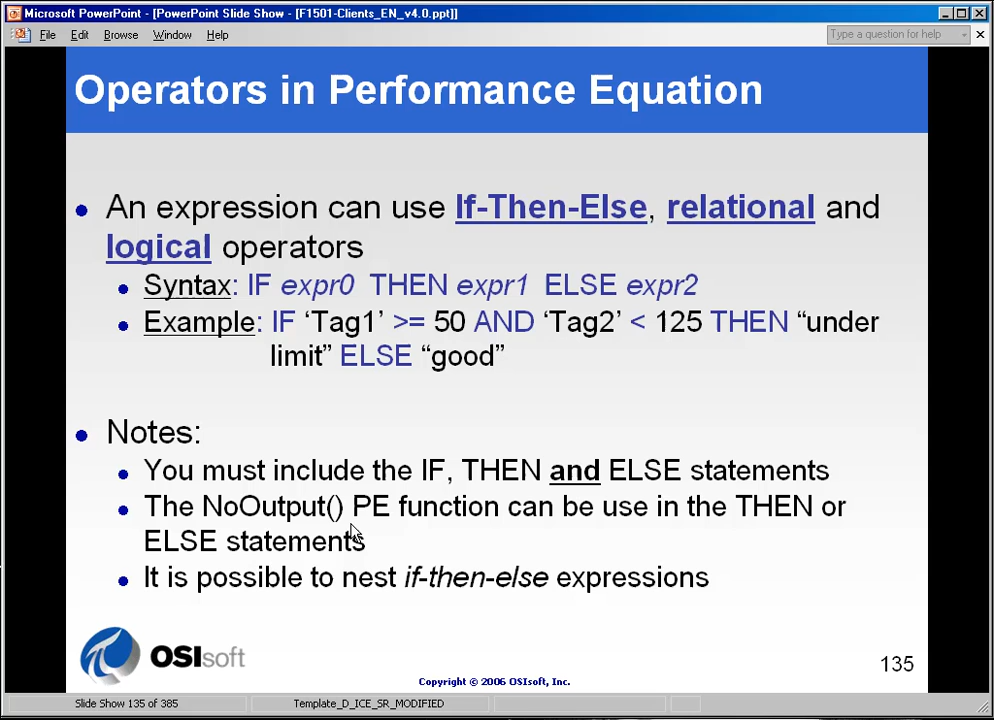 Microsoft PowerPoint - [PowerPoint Slide Show - [F1501-Clients_EN_v4.0.ppt]]
File Edit Browse Window Help
Type a question for help
Operators in Performance Equation
An expression can use If-Then-Else, relational and
logical operators
Syntax: IF expr0 THEN expr1 ELSE expr2
Example: IF ‘Tag1’ >= 50 AND ‘Tag2’ < 125 THEN “under
limit” ELSE “good”
Notes:
You must include the IF, THEN and ELSE statements
The NoOutput() PE function can be use in the THEN or
ELSE statements
It is possible to nest if-then-else expressions
OSIsoft
135
Copyright © 2006 OSIsoft, Inc.
Slide Show 135 of 385 Template_D_ICE_SR_MODIFIED